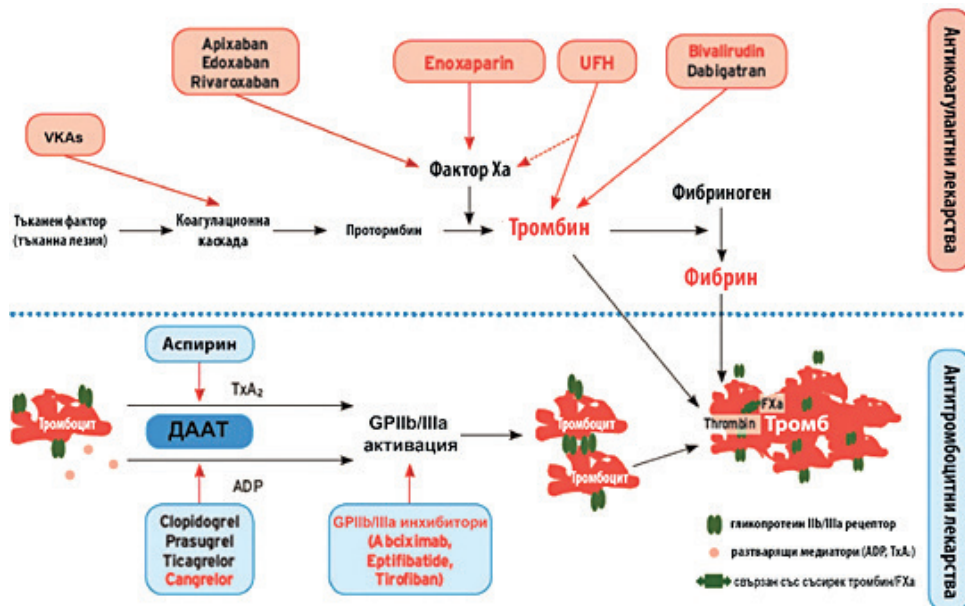 Apixaban
Edoxaban
Rivaroxaban
Enoxaparin
UFH
Bivalirudin
Dabigatran
Антикоагулантни лекарства
VKAs
Фактор Xa
Фибриноген
Тъканен фактор
(тъканна лезия)
Коагулационна
каскада
Протормбин
Тромбин
Фибрин
Аспирин
TxA₂
Тромбоцит
ДААТ
GPIIb/IIIa
активация
ADP
Clopidogrel
Prasugrel
Ticagrelor
Cangrelor
GPIIb/IIIa инхибитори
(Abciximab,
Eptifibatide,
Tirofiban)
Тромбоцит
Тромбоцит
FXa
Thrombin
Тромб
гликопротеин IIb/IIIa рецептор
разтварящи медиатори (ADP, TxA₂)
свързан със съсирек тромбин/FXa
Антитромбоцитни лекарства